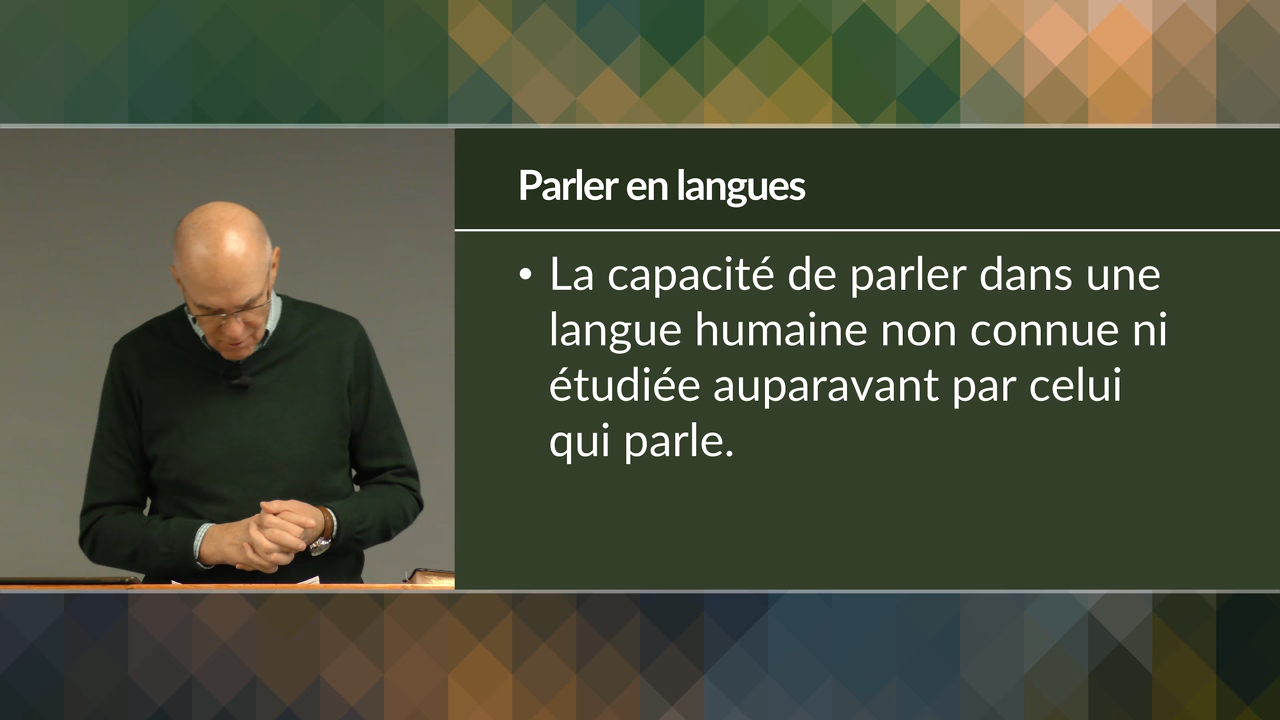 Parler en langues
• La capacité de parler dans une
langue humaine non connue ni
étudiée auparavant par celui
qui parle.